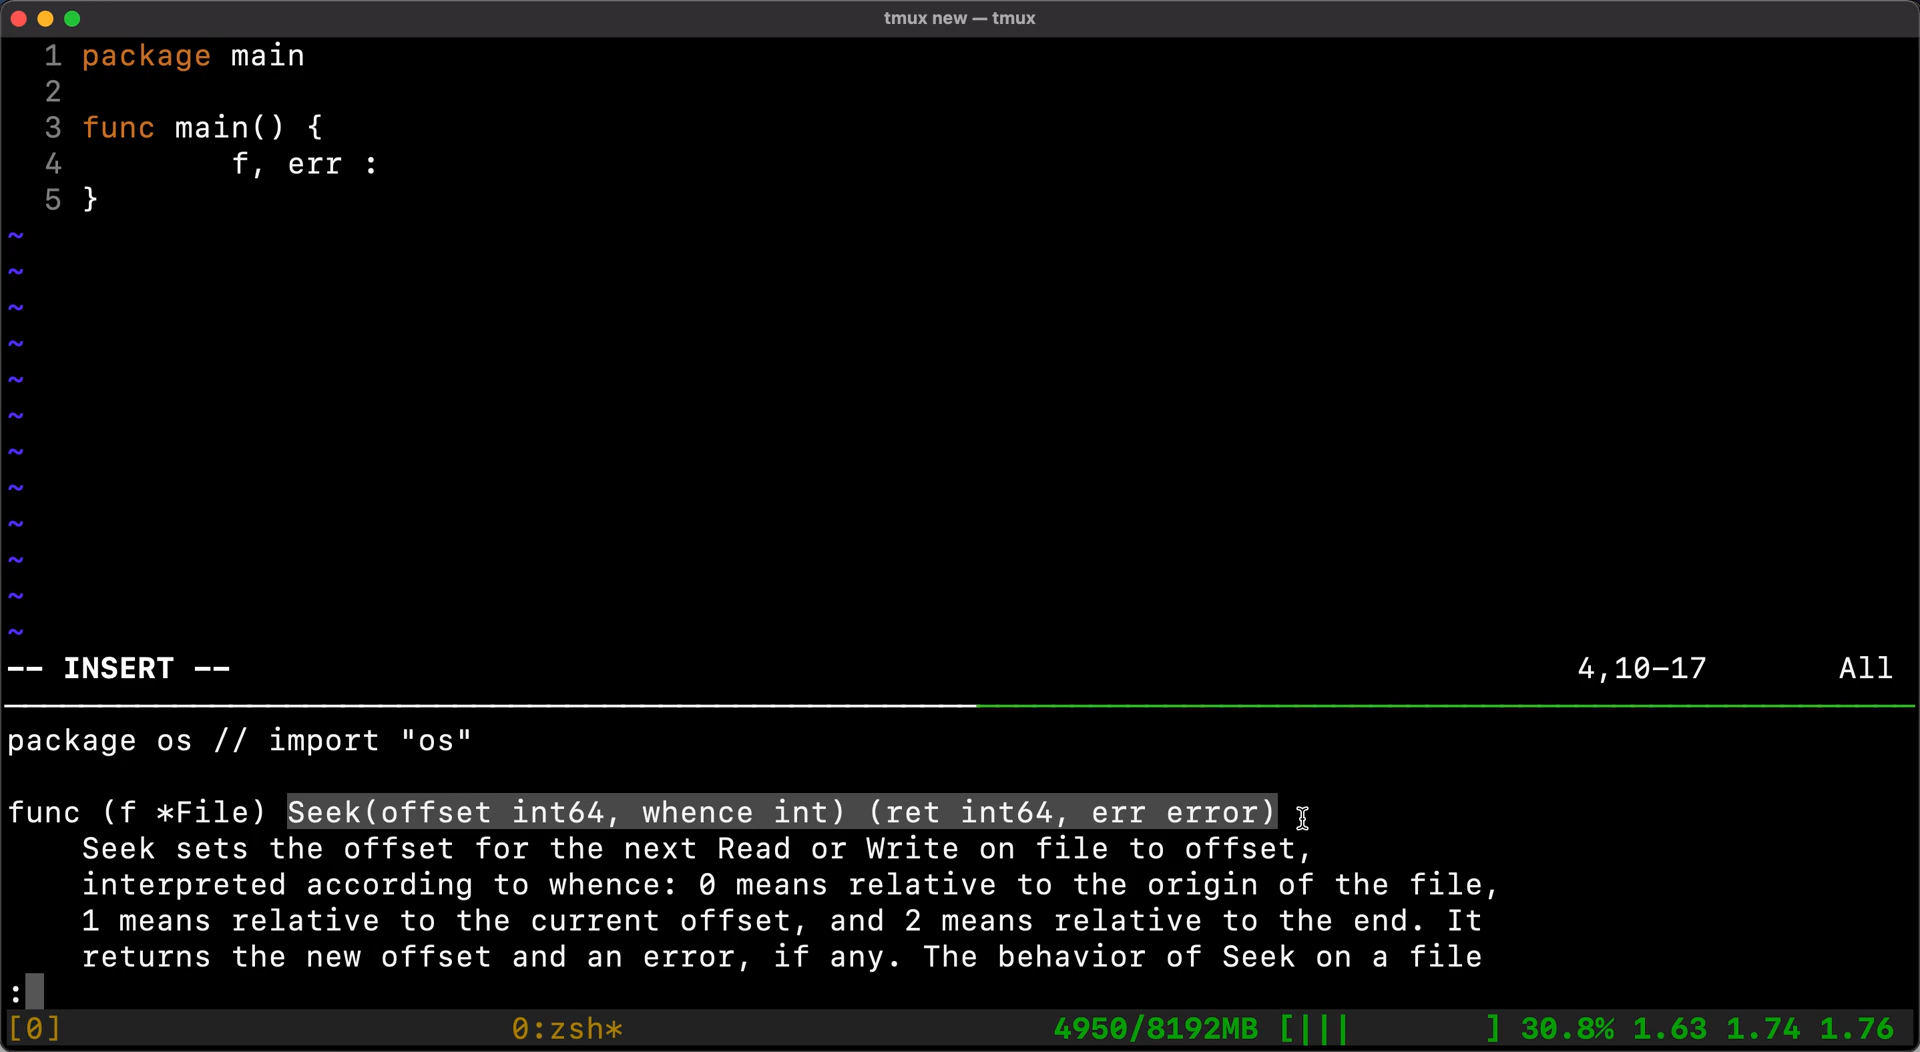 tmux new — tmux
1 package main
2
3 func main() {
4         f, err :
5 }
~
~
~
~
~
~
~
~
~
~
~
~
-- INSERT --                                                                        4,10-17       All
package os // import "os"
func (f *File) Seek(offset int64, whence int) (ret int64, err error)
    Seek sets the offset for the next Read or Write on file to offset,
    interpreted according to whence: 0 means relative to the origin of the file,
    1 means relative to the current offset, and 2 means relative to the end. It
    returns the new offset and an error, if any. The behavior of Seek on a file
:
[0]                        0:zsh*                       4950/8192MB [|||       ] 30.8% 1.63 1.74 1.76